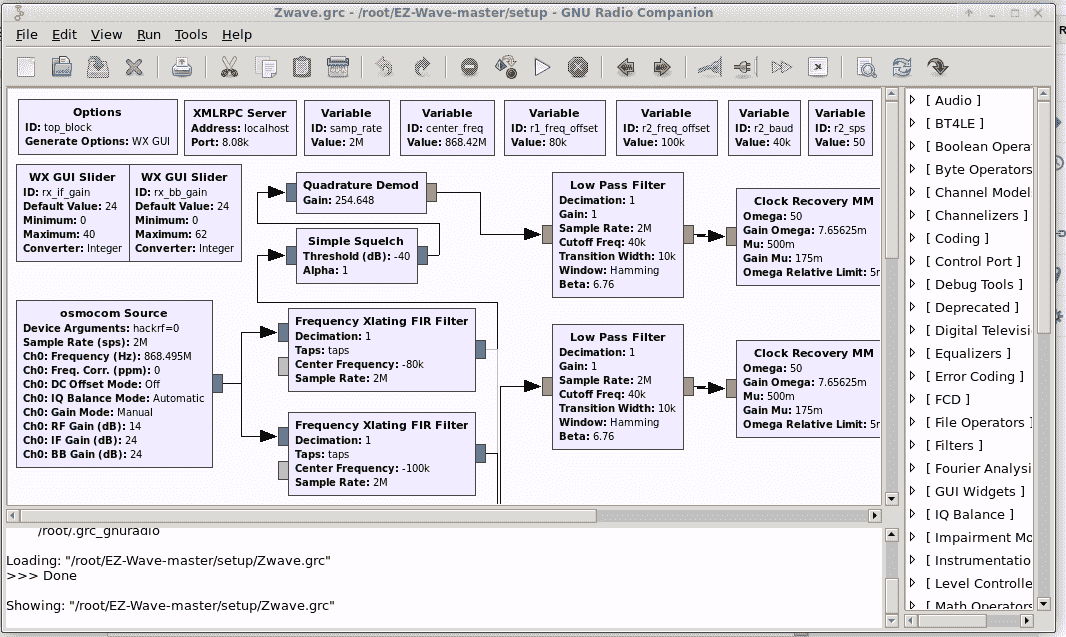 Zwave.grc - /root/EZ-Wave-master/setup - GNU Radio Companion
File Edit View Run Tools Help
Options
ID: top_block
Generate Options: WX GUI
XMLRPC Server
Address: localhost
Port: 8.08k
Variable
ID: samp_rate
Value: 2M
Variable
ID: center_freq
Value: 868.42M
Variable
ID: r1_freq_offset
Value: 80k
Variable
ID: r2_freq_offset
Value: 100k
Variable
ID: r2_baud
Value: 40k
Variable
ID: r2_sps
Value: 50
WX GUI Slider
ID: rx_if_gain
Default Value: 24
Minimum: 0
Maximum: 40
Converter: Integer
WX GUI Slider
ID: rx_bb_gain
Default Value: 24
Minimum: 0
Maximum: 62
Converter: Integer
Quadrature Demod
Gain: 254.648
Simple Squelch
Threshold (dB): -40
Alpha: 1
Low Pass Filter
Decimation: 1
Gain: 1
Sample Rate: 2M
Cutoff Freq: 40k
Transition Width: 10k
Window: Hamming
Beta: 6.76
Clock Recovery MM
Omega: 50
Gain Omega: 7.65625m
Mu: 500m
Gain Mu: 175m
Omega Relative Limit: 5
osmocom Source
Device Arguments: hackrf=0
Sample Rate (sps): 2M
Ch0: Frequency (Hz): 868.495M
Ch0: Freq. Corr. (ppm): 0
Ch0: DC Offset Mode: Off
Ch0: IQ Balance Mode: Automatic
Ch0: Gain Mode: Manual
Ch0: RF Gain (dB): 14
Ch0: IF Gain (dB): 24
Ch0: BB Gain (dB): 24
Frequency Xlating FIR Filter
Decimation: 1
Taps: taps
Center Frequency: -80k
Sample Rate: 2M
Frequency Xlating FIR Filter
Decimation: 1
Taps: taps
Center Frequency: -100k
Sample Rate: 2M
Low Pass Filter
Decimation: 1
Gain: 1
Sample Rate: 2M
Cutoff Freq: 40k
Transition Width: 10k
Window: Hamming
Beta: 6.76
Clock Recovery MM
Omega: 50
Gain Omega: 7.65625m
Mu: 500m
Gain Mu: 175m
Omega Relative Limit: 5
[ Audio ]
[ BT4LE ]
[ Boolean Opera
[ Byte Operators
[ Channel Model
[ Channelizers ]
[ Coding ]
[ Control Port ]
[ Debug Tools ]
[ Deprecated ]
[ Digital Televisi
[ Equalizers ]
[ Error Coding ]
[ FCD ]
[ File Operators ]
[ Filters ]
[ Fourier Analysi
[ GUI Widgets ]
[ IQ Balance ]
[ Impairment Mo
[ Instrumentatio
[ Level Controlle
[ Math Operators
/root/.grc_gnuradio
Loading: "/root/EZ-Wave-master/setup/Zwave.grc"
>>> Done
Showing: "/root/EZ-Wave-master/setup/Zwave.grc"